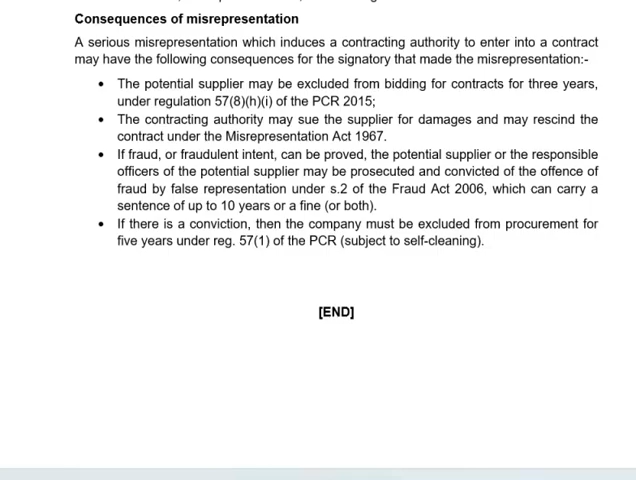 Consequences of misrepresentation
A serious misrepresentation which induces a contracting authority to enter into a contract
may have the following consequences for the signatory that made the misrepresentation:-
• The potential supplier may be excluded from bidding for contracts for three years,
under regulation 57(8)(h)(i) of the PCR 2015;
• The contracting authority may sue the supplier for damages and may rescind the
contract under the Misrepresentation Act 1967.
• If fraud, or fraudulent intent, can be proved, the potential supplier or the responsible
officers of the potential supplier may be prosecuted and convicted of the offence of
fraud by false representation under s.2 of the Fraud Act 2006, which can carry a
sentence of up to 10 years or a fine (or both).
• If there is a conviction, then the company must be excluded from procurement for
five years under reg. 57(1) of the PCR (subject to self-cleaning).
[END]